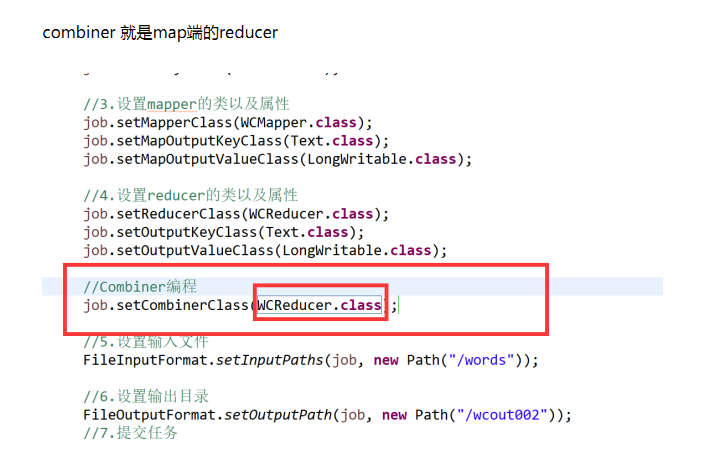 combiner 就是map端的reducer
//3.设置mapper的类以及属性
job.setMapperClass(WCMapper.class);
job.setMapOutputKeyClass(Text.class);
job.setMapOutputValueClass(LongWritable.class);
//4.设置reducer的类以及属性
job.setReducerClass(WCReducer.class);
job.setOutputKeyClass(Text.class);
job.setOutputValueClass(LongWritable.class);
//Combiner编程
job.setCombinerClass(WCReducer.class);
//5.设置输入文件
FileInputFormat.setInputPaths(job, new Path("/words"));
//6.设置输出目录
FileOutputFormat.setOutputPath(job, new Path("/wcout002"));
//7.提交任务